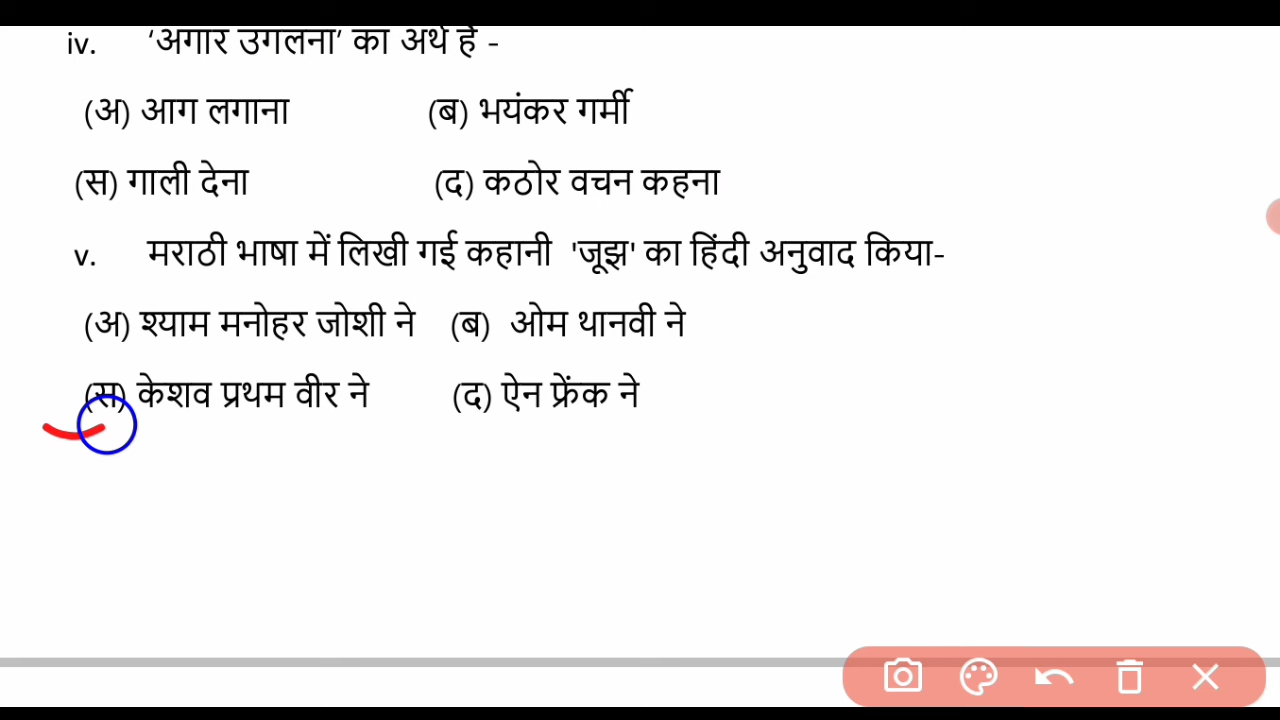 iv. ‘अंगार उगलना’ का अर्थ है -
(अ) आग लगाना (ब) भयंकर गर्मी
(स) गाली देना (द) कठोर वचन कहना
v. मराठी भाषा में लिखी गई कहानी 'जूझ' का हिंदी अनुवाद किया-
(अ) श्याम मनोहर जोशी ने (ब) ओम थानवी ने
(स) केशव प्रथम वीर ने (द) ऐन फ्रेंक ने